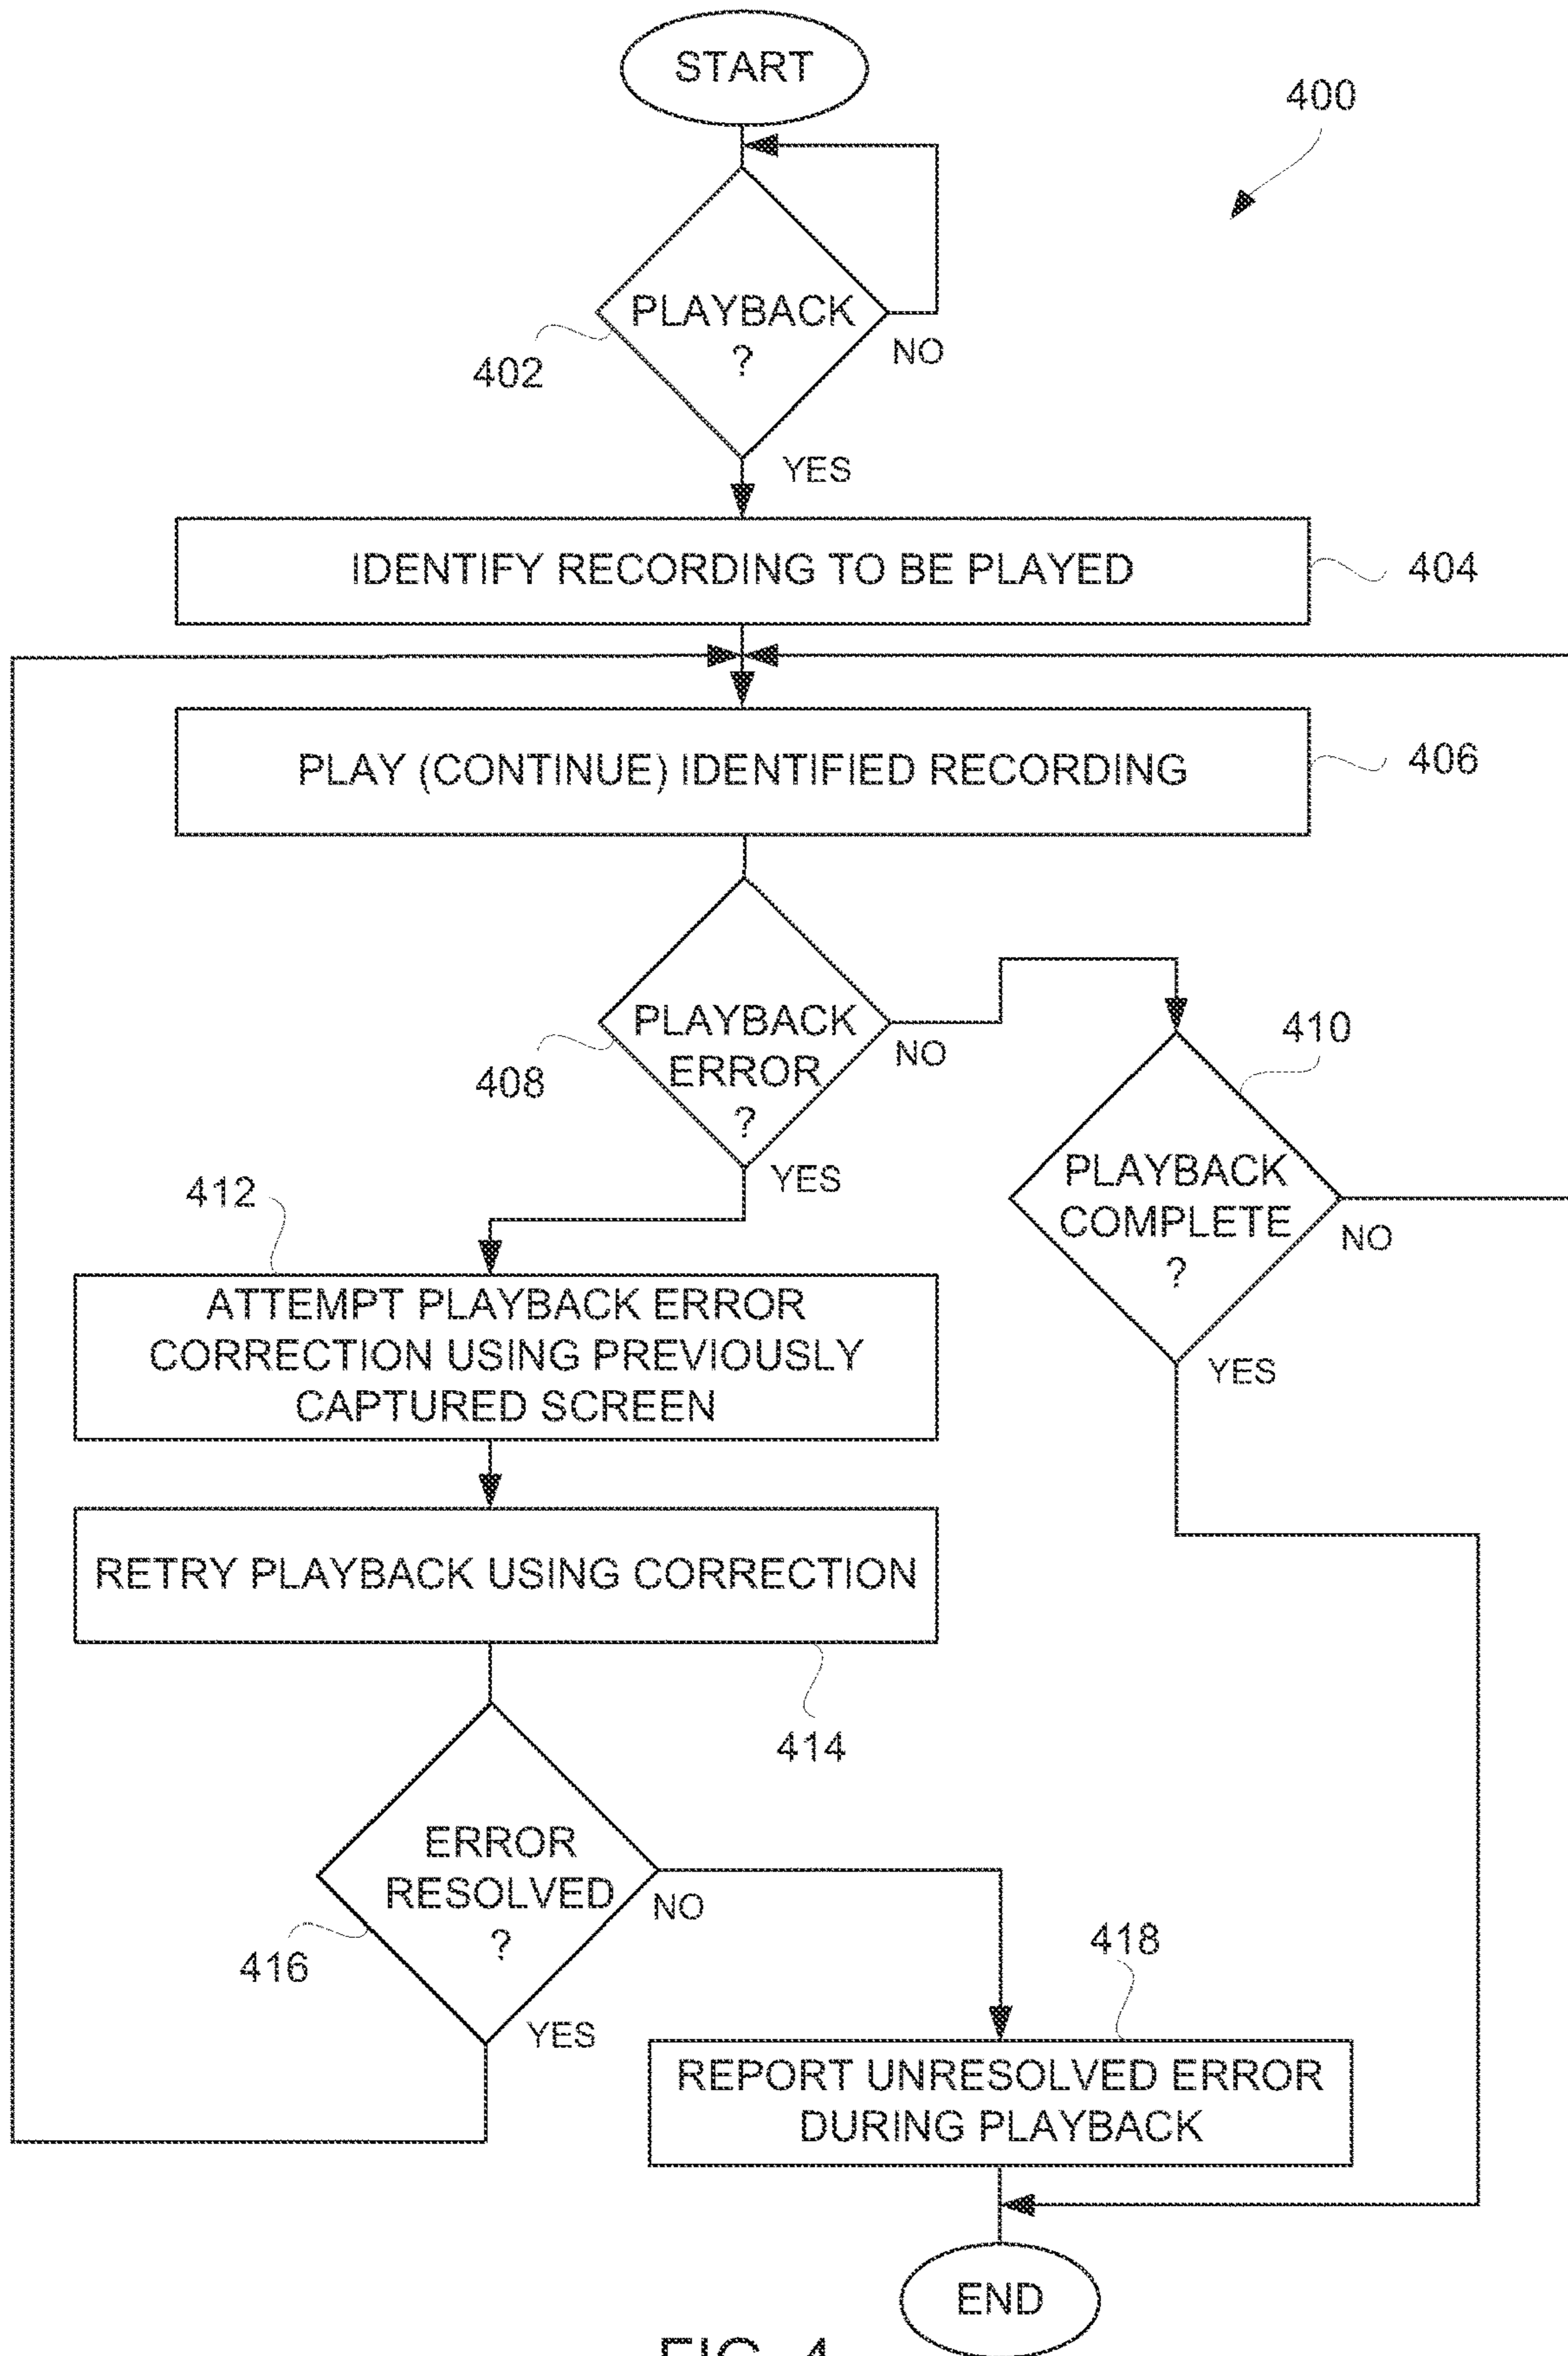 START
400
PLAYBACK
?
402
NO
YES
IDENTIFY RECORDING TO BE PLAYED
404
PLAY (CONTINUE) IDENTIFIED RECORDING
406
PLAYBACK
ERROR
?
408
NO
YES
410
PLAYBACK
COMPLETE
?
NO
YES
412
ATTEMPT PLAYBACK ERROR
CORRECTION USING PREVIOUSLY
CAPTURED SCREEN
RETRY PLAYBACK USING CORRECTION
414
ERROR
RESOLVED
?
416
NO
YES
418
REPORT UNRESOLVED ERROR
DURING PLAYBACK
END
FIG. 4